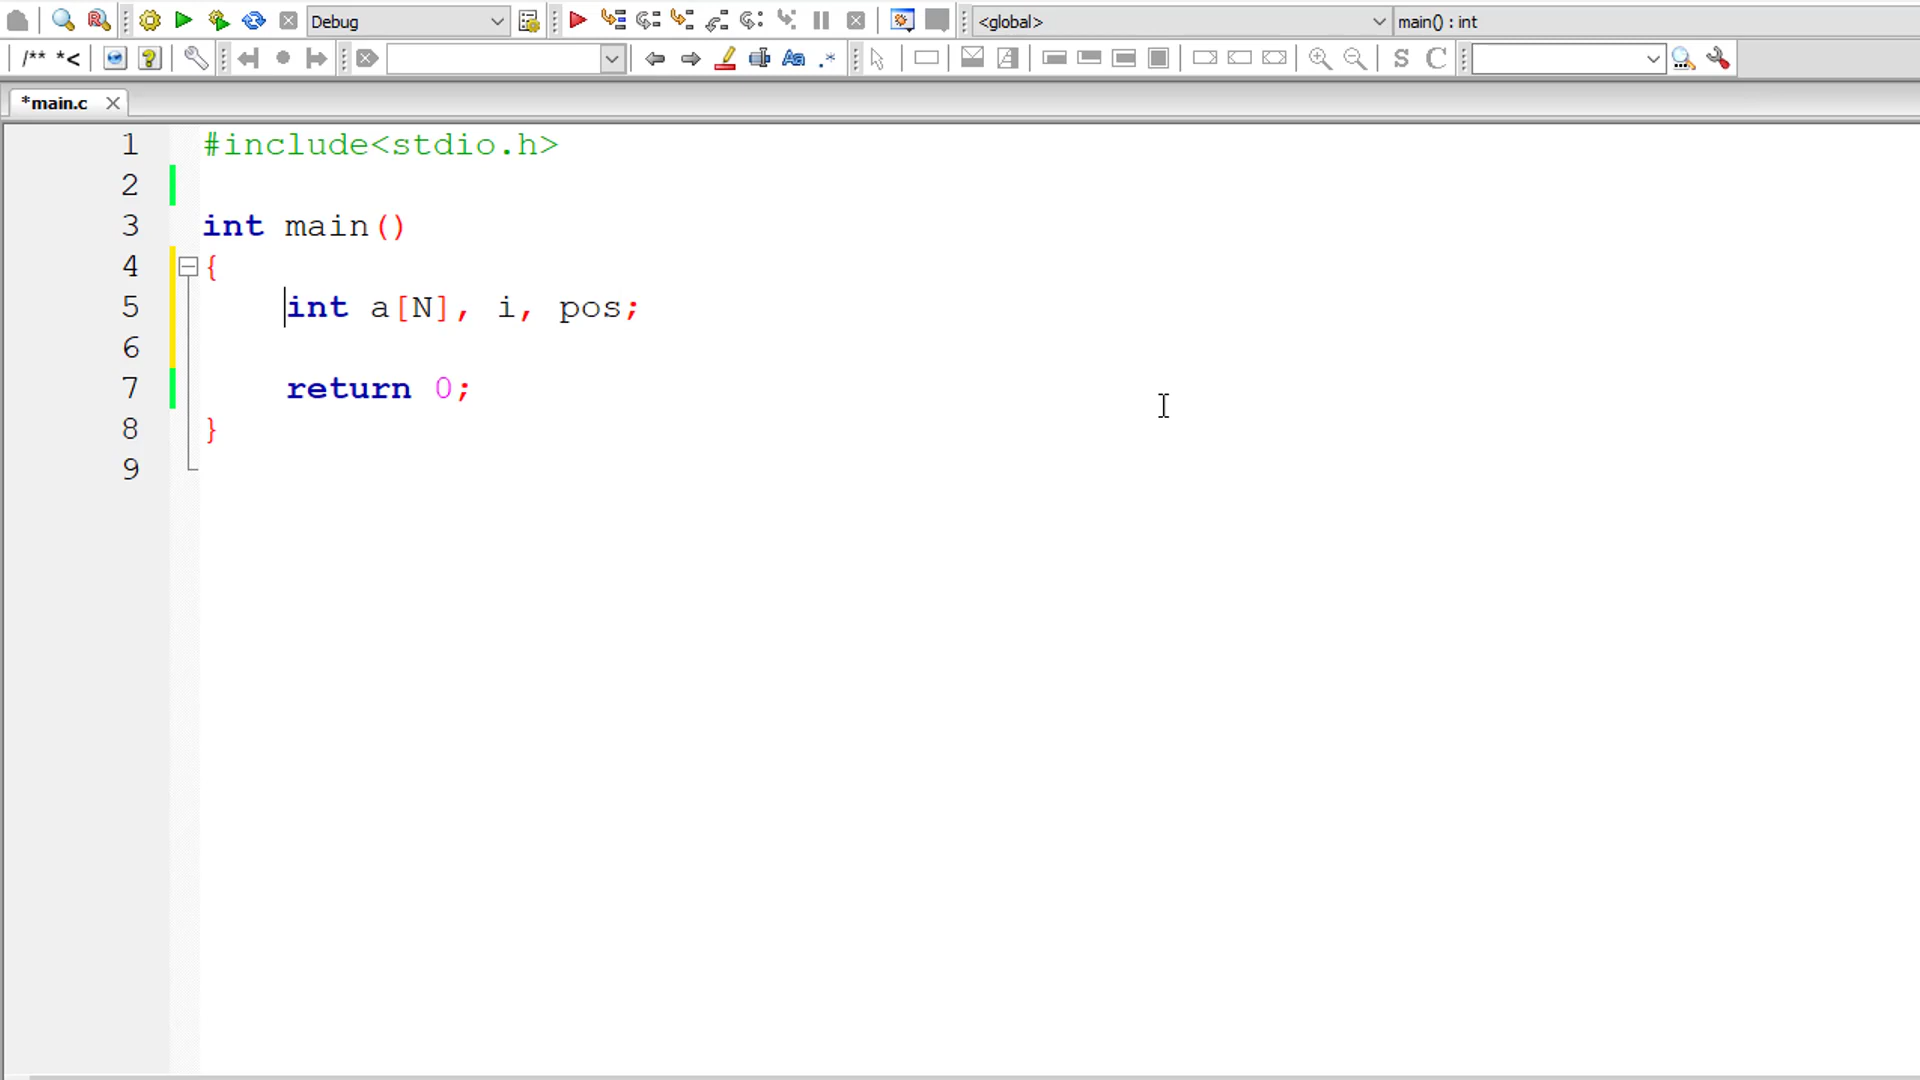 Debug
<global>
main() : int
/** *<
S C
*main.c
1 #include<stdio.h>
2
3 int main()
4 {
5 int a[N], i, pos;
6
7 return 0;
8 }
9